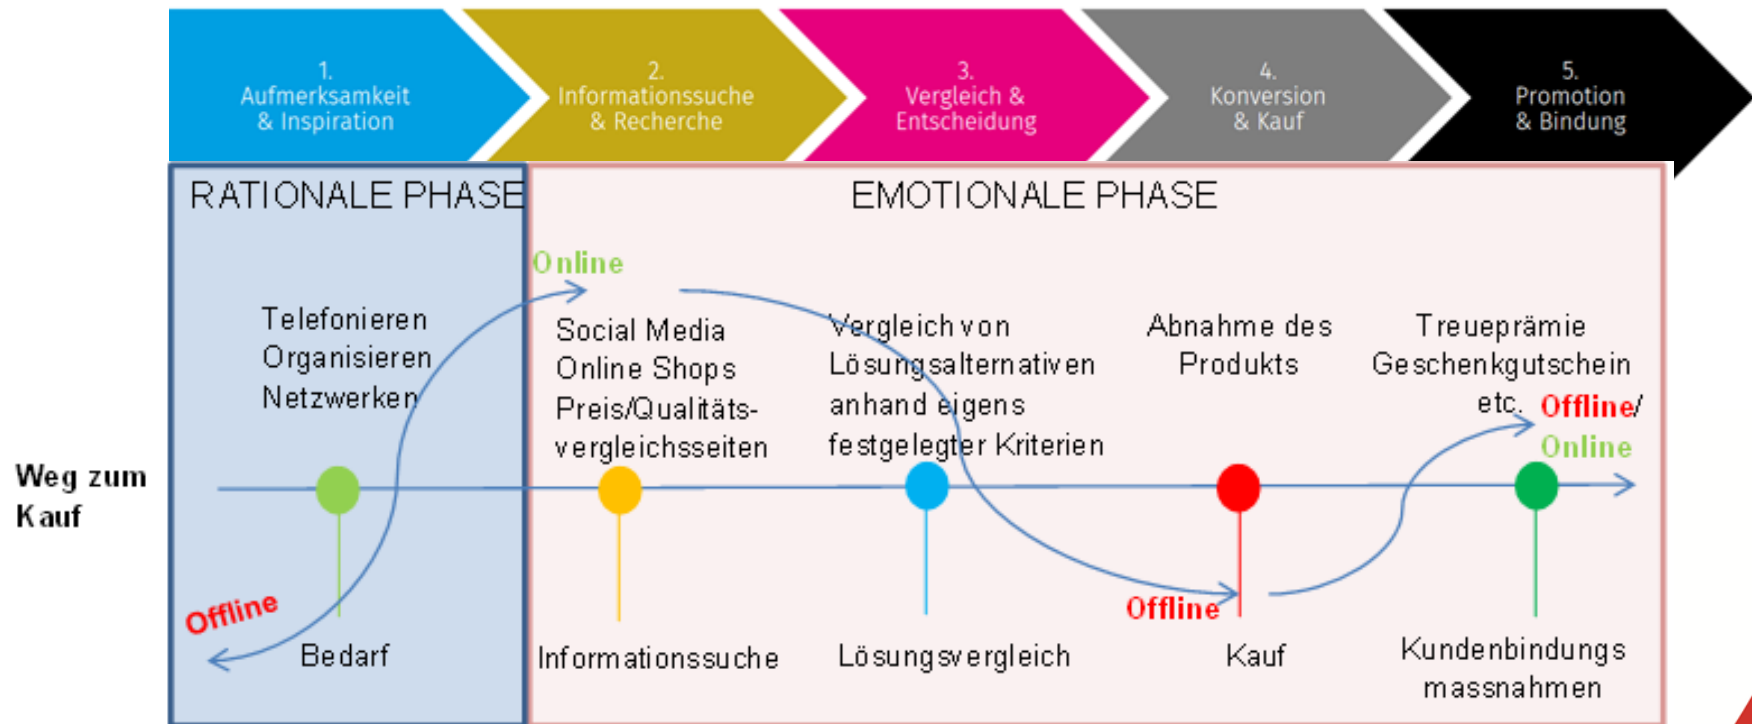 1.
Aufmerksamkeit
& Inspiration
2.
Informationssuche
& Recherche
3.
Vergleich &
Entscheidung
4.
Konversion
& Kauf
5.
Promotion
& Bindung
RATIONALE PHASE
EMOTIONALE PHASE
Online
Telefonieren
Organisieren
Netzwerken
Social Media
Online Shops
Preis/Qualitäts-
vergleichsseiten
Vergleich von
Lösungsalternativen
anhand eigens
festgelegter Kriterien
Abnahme des
Produkts
Treueprämie
Geschenkgutschein
etc. Offline/
Online
Weg zum
Kauf
Offline
Offline
Bedarf
Informationssuche
Lösungsvergleich
Kauf
Kundenbindungs
massnahmen